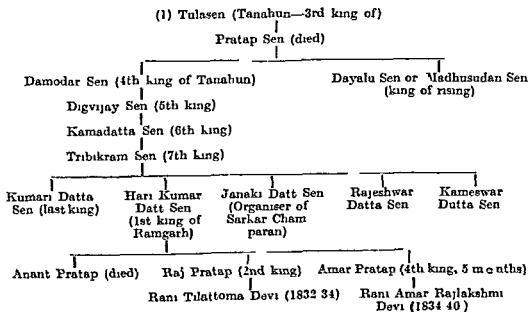 (1) Tulasen (Tanahun—3rd king of)
Pratap Sen (died)
Damodar Sen (4th king of Tanahun)
Dayalu Sen or Madhusudan Sen
(king of rising)
Digvijay Sen (5th king)
Kamadatta Sen (6th king)
Tribikram Sen (7th king)
Kumari Datta
Sen (last king)
Hari Kumar
Datt Sen
(1st king of
Ramgarh)
Janaki Datt Sen
(Organiser of
Sarkar Cham
paran)
Rajeshwar
Datta Sen
Kameswar
Dutta Sen
Anant Pratap (died)
Raj Pratap (2nd king)
Amar Pratap (4th king, 5 months)
Rani Tilattoma Devi (1832 34)
Rani Amar Rajlakshmi
Devi (1834 40)